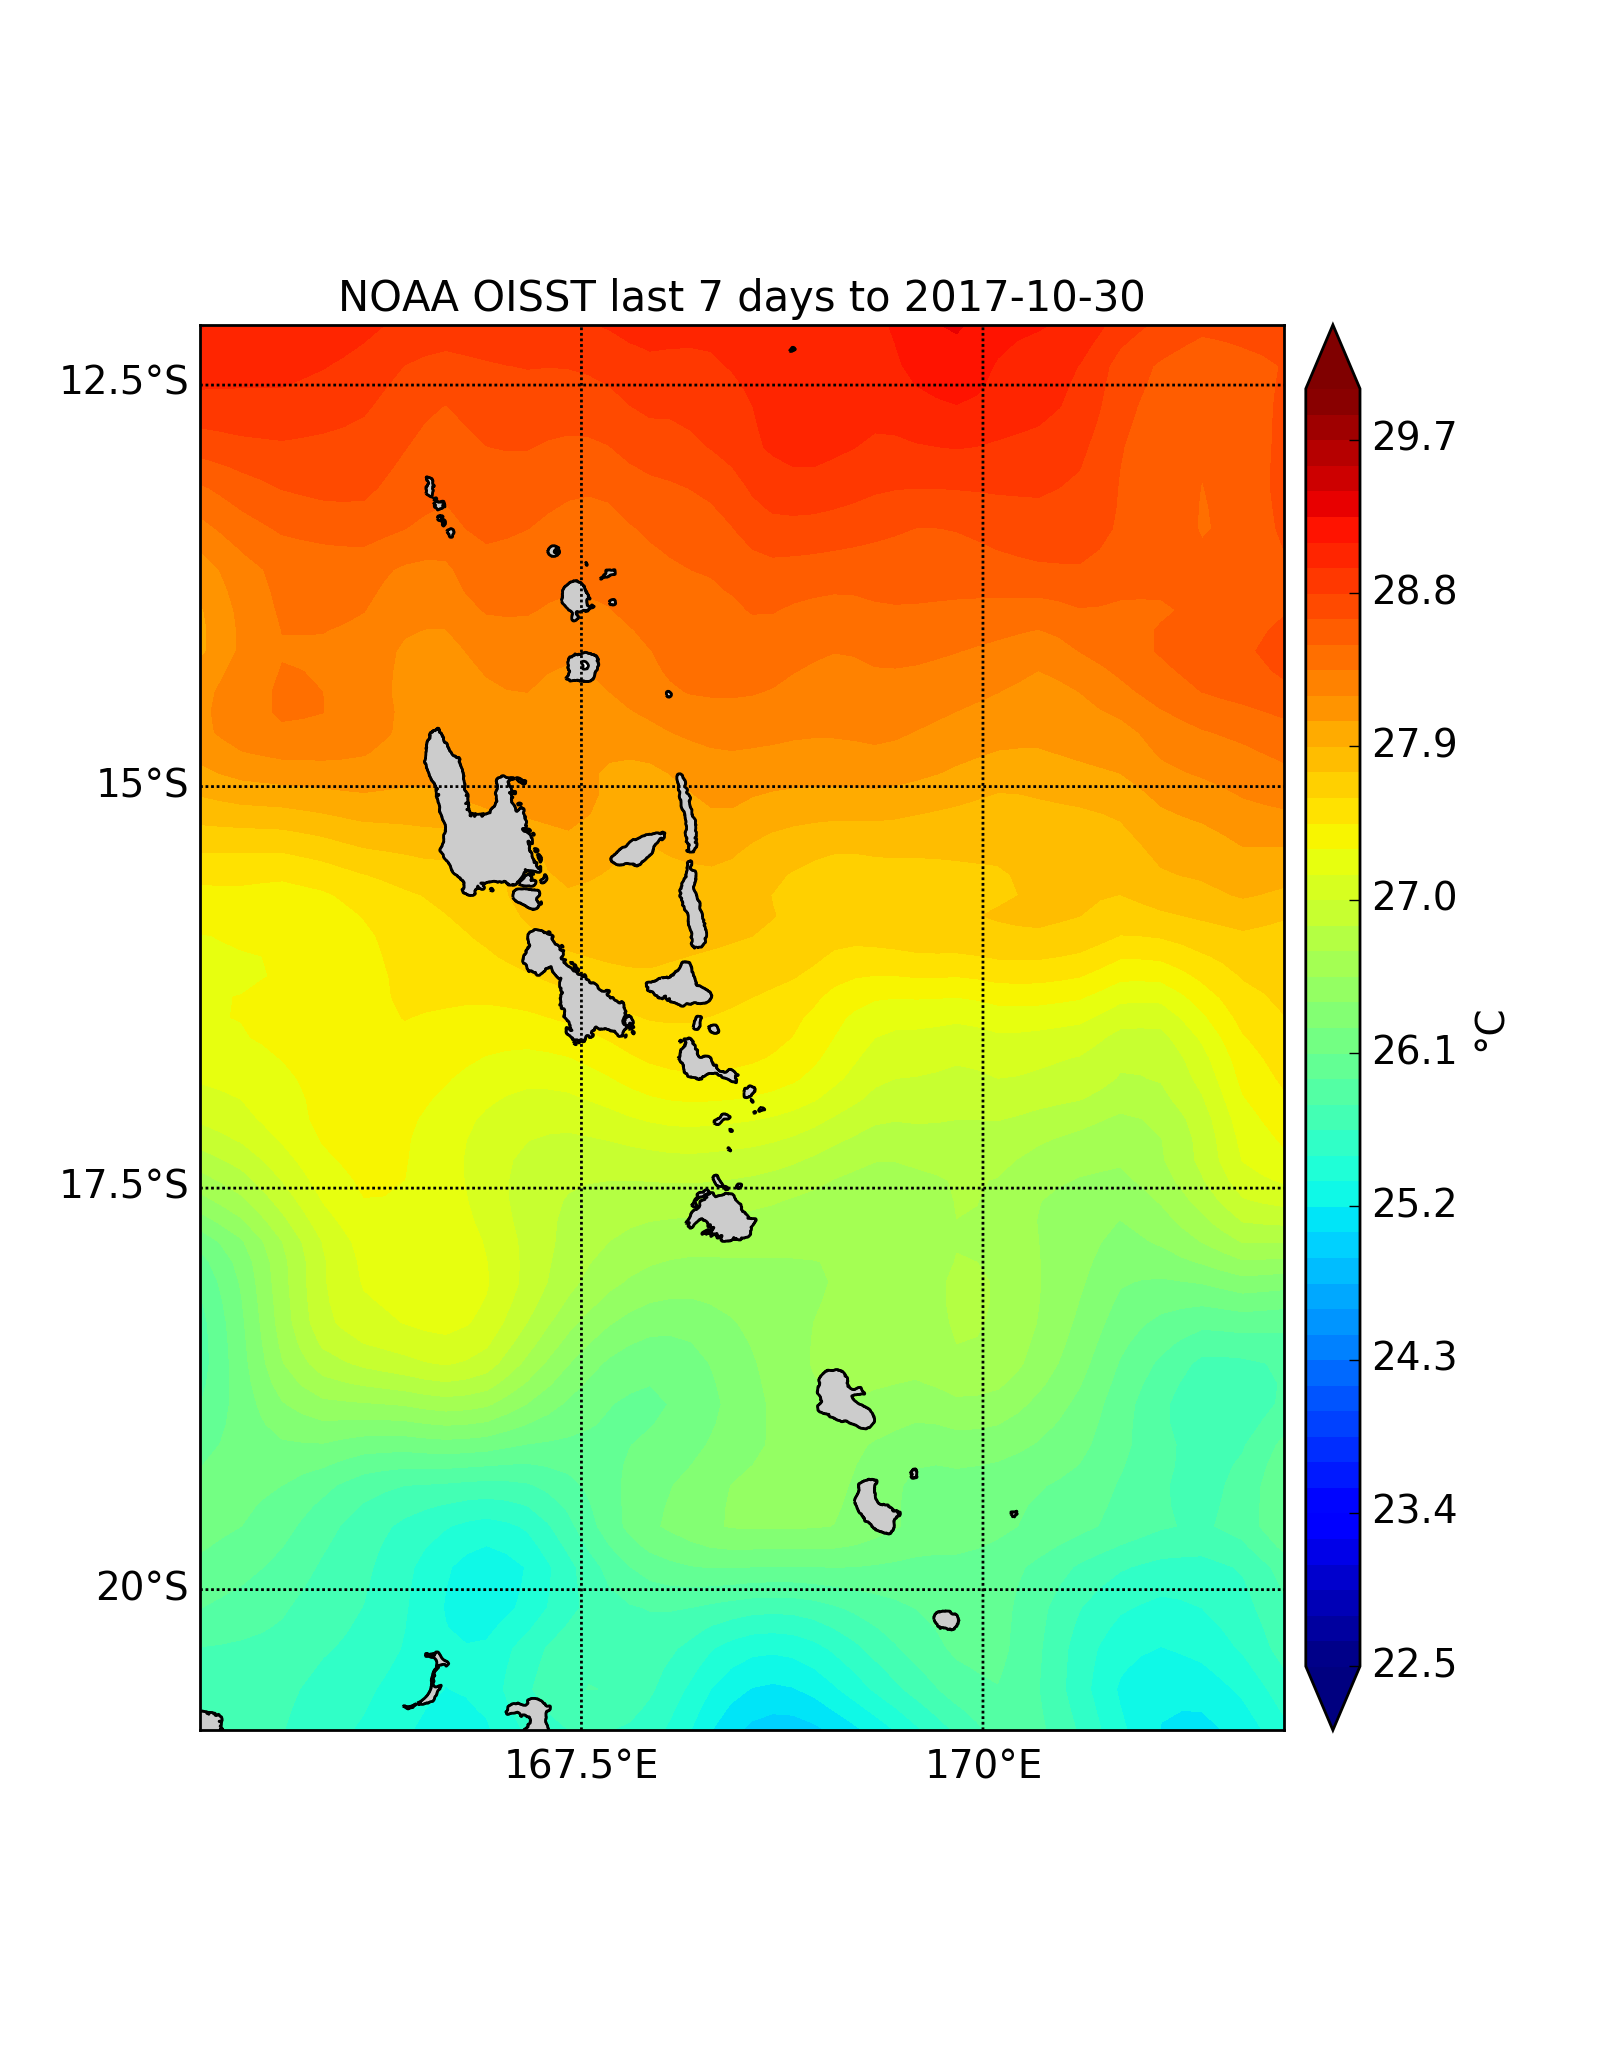 NOAA OISST last 7 days to 2017-10-30
12.5°S
15°S
17.5°S
20°S
167.5°E
170°E
29.7
28.8
27.9
27.0
26.1
25.2
24.3
23.4
22.5
°C